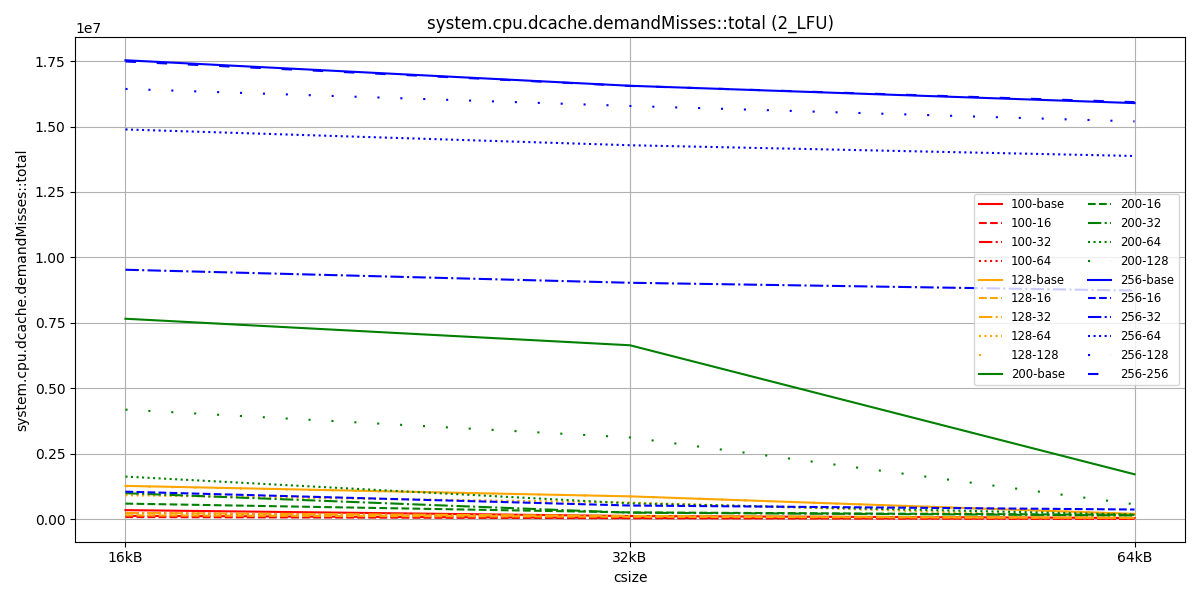 system.cpu.dcache.demandMisses::total (2_LFU)
1e7
system.cpu.dcache.demandMisses::total
1.75
1.50
1.25
1.00
0.75
0.50
0.25
0.00
100-base
100-16
100-32
100-64
128-base
128-16
128-32
128-64
128-128
200-base
200-16
200-32
200-64
200-128
256-base
256-16
256-32
256-64
256-128
256-256
16kB
32kB
64kB
csize